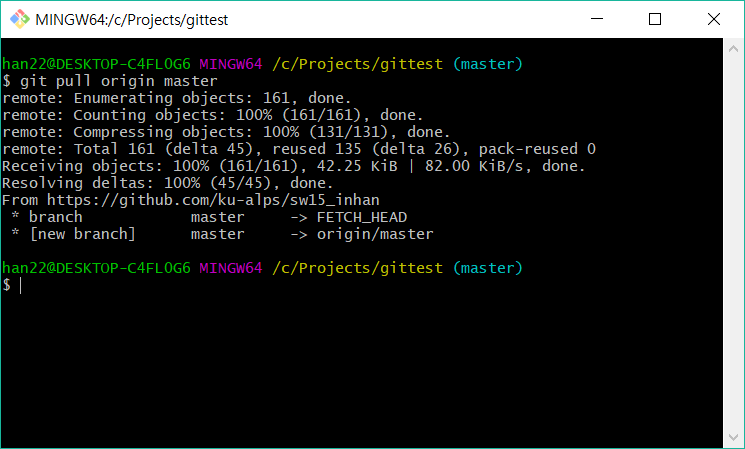 MINGW64:/c/Projects/gittest
han22@DESKTOP-C4FLOG6 MINGW64 /c/Projects/gittest (master)
$ git pull origin master
remote: Enumerating objects: 161, done.
remote: Counting objects: 100% (161/161), done.
remote: Compressing objects: 100% (131/131), done.
remote: Total 161 (delta 45), reused 135 (delta 26), pack-reused 0
Receiving objects: 100% (161/161), 42.25 KiB | 82.00 KiB/s, done.
Resolving deltas: 100% (45/45), done.
From https://github.com/ku-alps/sw15_inhan
 * branch            master     -> FETCH_HEAD
 * [new branch]      master     -> origin/master
han22@DESKTOP-C4FLOG6 MINGW64 /c/Projects/gittest (master)
$